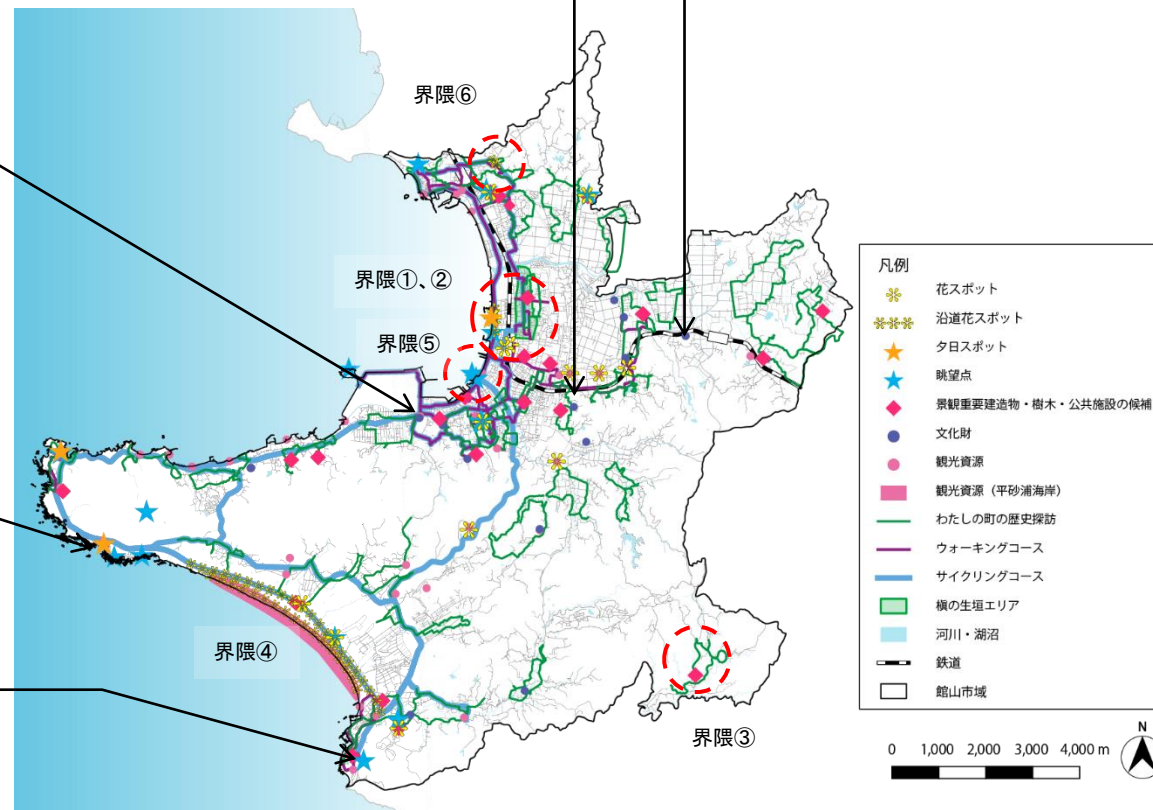 界隈⑥
界隈①、②
界隈⑤
界隈④
界隈③
凡例
花スポット
沿道花スポット
夕日スポット
眺望点
景観重要建造物・樹木・公共施設の候補
文化財
観光資源
観光資源（平砂浦海岸）
わたしの町の歴史探訪
ウォーキングコース
サイクリングコース
槇の生垣エリア
河川・湖沼
鉄道
館山市域
N
0 1,000 2,000 3,000 4,000 m